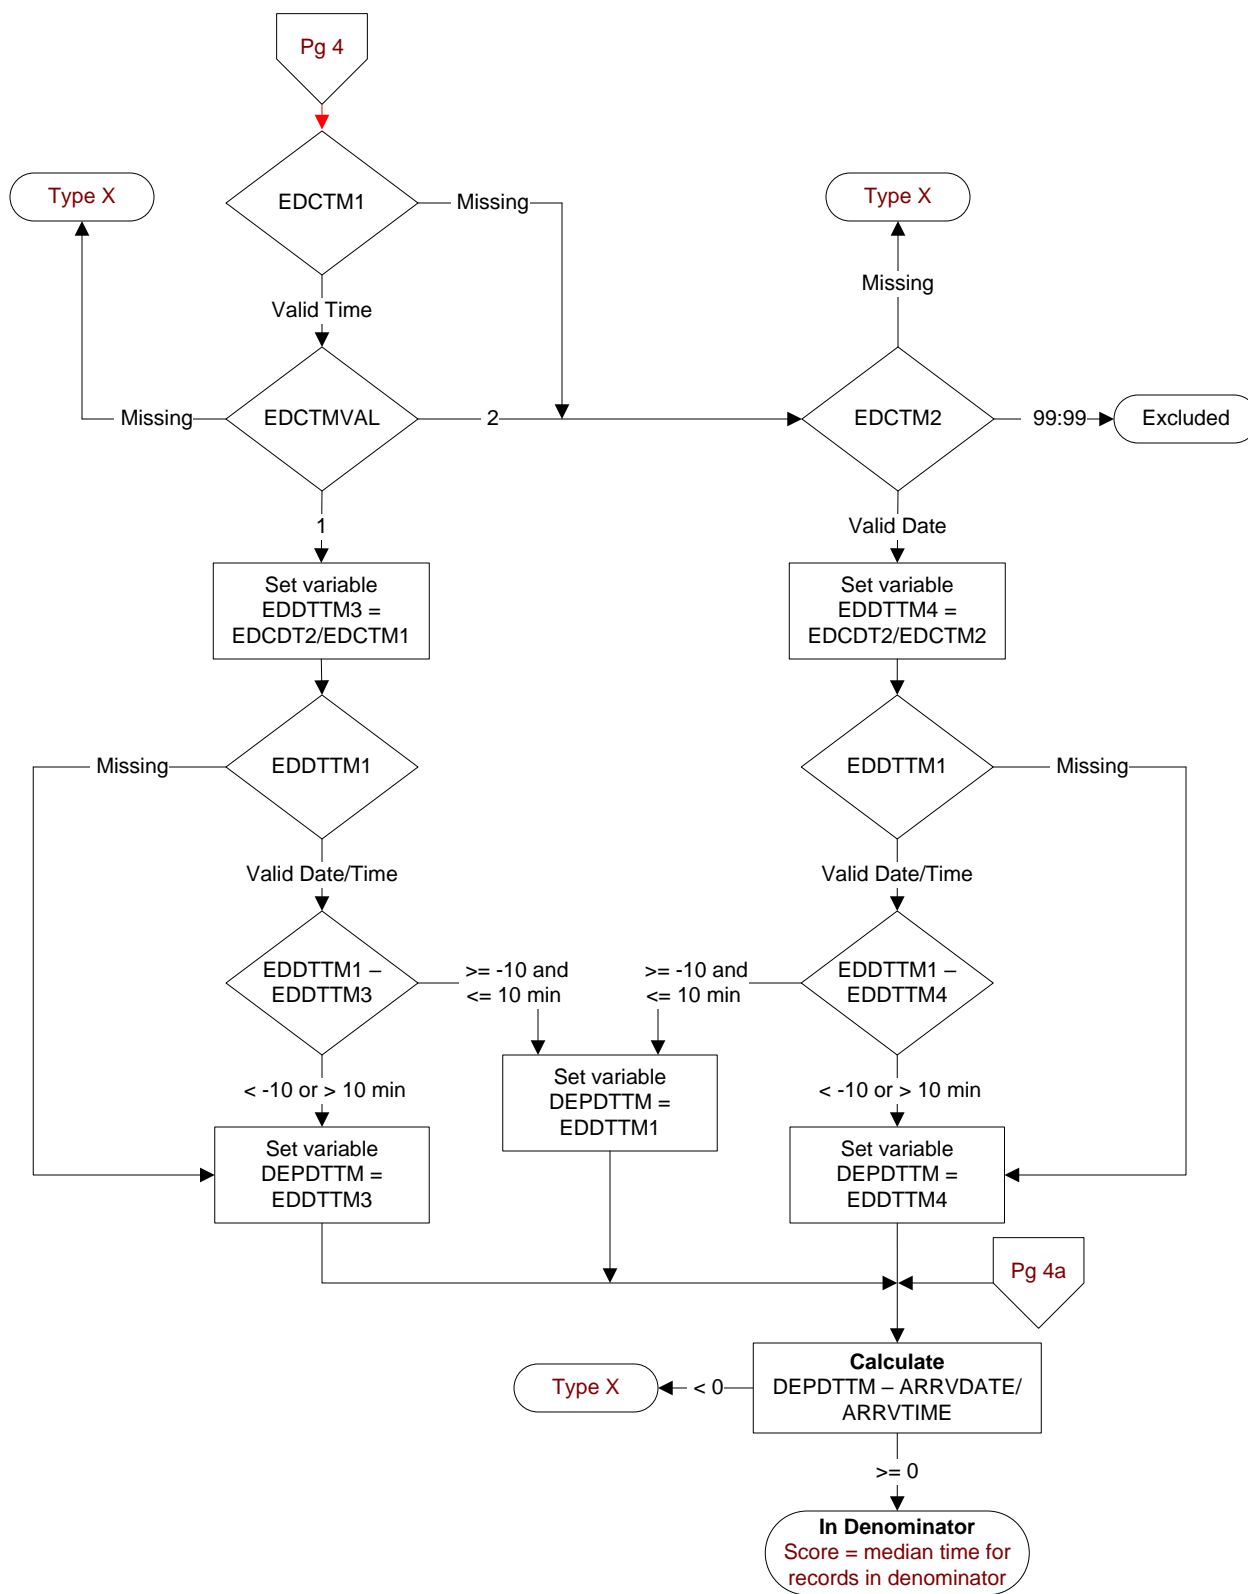 Pg 4
Type X
EDCTM1
Missing
Type X
Missing
Valid Time
Missing
EDCTMVAL
2
EDCTM2
99:99
Excluded
1
Valid Date
Set variable
EDDTTM3 =
EDCDT2/EDCTM1
Set variable
EDDTTM4 =
EDCDT2/EDCTM2
Missing
EDDTTM1
EDDTTM1
Missing
Valid Date/Time
Valid Date/Time
EDDTTM1 –
EDDTTM3
>= -10 and
<= 10 min
>= -10 and
<= 10 min
EDDTTM1 –
EDDTTM4
< -10 or > 10 min
Set variable
DEPDTTM =
EDDTTM1
< -10 or > 10 min
Set variable
DEPDTTM =
EDDTTM3
Set variable
DEPDTTM =
EDDTTM4
Pg 4a
Type X
< 0
Calculate
DEPDTTM – ARRVDATE/
ARRVTIME
>= 0
In Denominator
Score = median time for
records in denominator